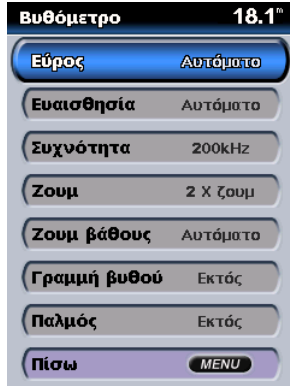 Βυθόμετρο 18.1m
Εύρος Αυτόματο
Ευαισθησία Αυτόματο
Συχνότητα 200kHz
Ζουμ 2 X ζουμ
Ζουμ βάθους Αυτόματο
Γραμμή βυθού Εκτός
Παλμός Εκτός
Πίσω MENU